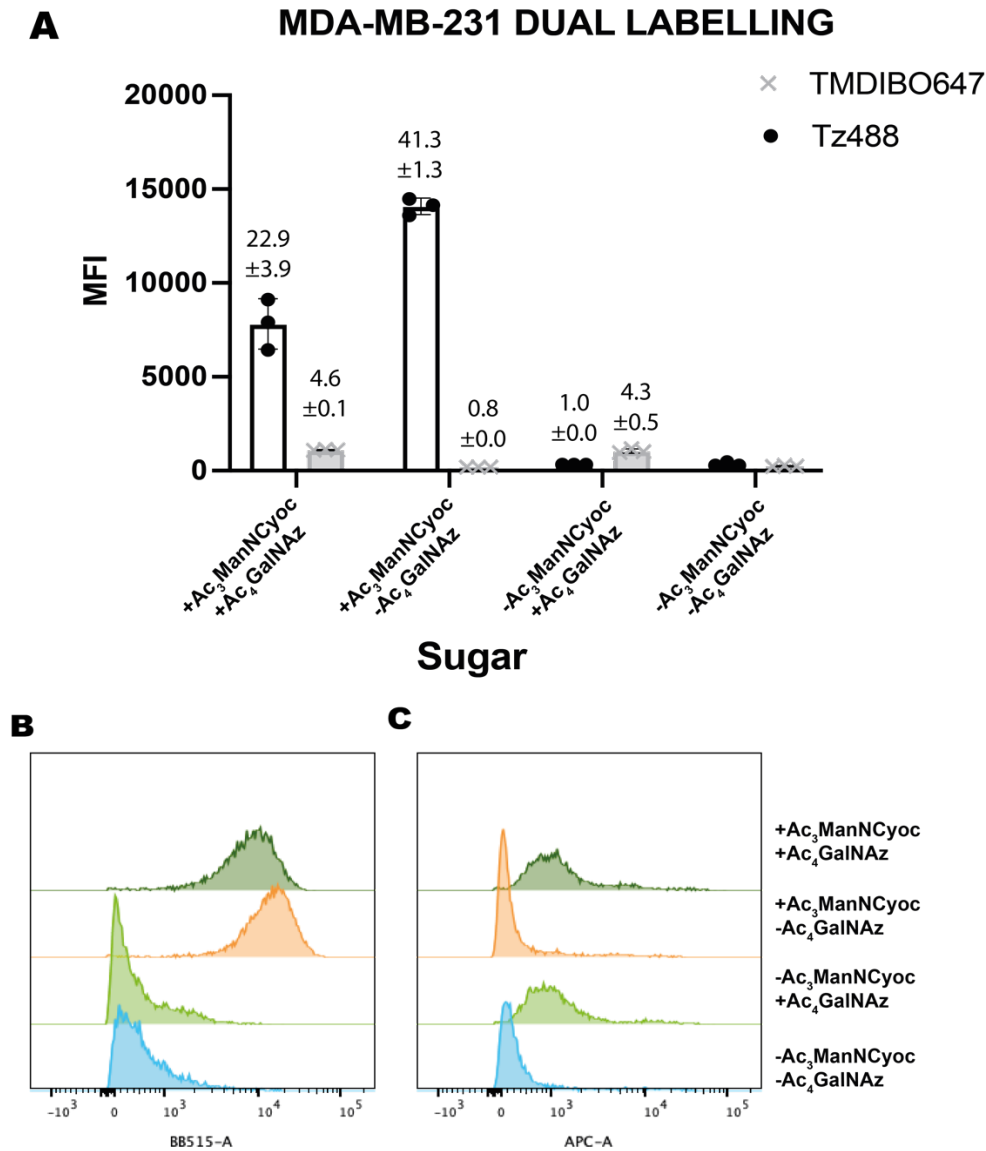 A
MDA-MB-231 DUAL LABELLING
TMDIBO647
Tz488
MFI
20000
15000
10000
5000
0
22.9
±3.9
4.6
±0.1
41.3
±1.3
0.8
±0.0
1.0
±0.0
4.3
±0.5
+Ac₃ManNCyoc
+Ac₄GalNAz
+Ac₃ManNCyoc
-Ac₄GalNAz
-Ac₃ManNCyoc
+Ac₄GalNAz
-Ac₃ManNCyoc
-Ac₄GalNAz
Sugar
B
-10³ 0 10³ 10⁴ 10⁵
BB515-A
C
-10³ 0 10³ 10⁴ 10⁵
APC-A
+Ac₃ManNCyoc
+Ac₄GalNAz
+Ac₃ManNCyoc
-Ac₄GalNAz
-Ac₃ManNCyoc
+Ac₄GalNAz
-Ac₃ManNCyoc
-Ac₄GalNAz